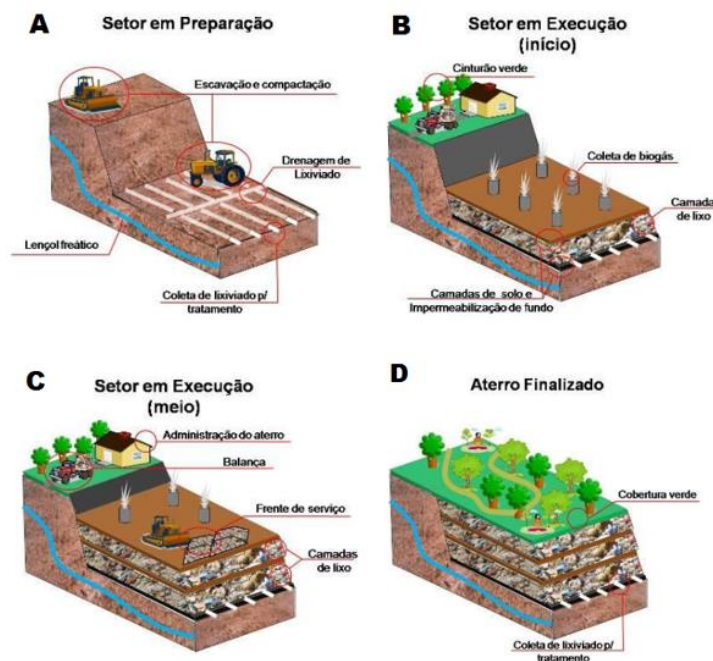 A
Setor em Preparação
Escavação e compactação
Drenagem de
Lixiviado
Lençol freático
Coleta de lixiviado p/
tratamento
B
Setor em Execução
(início)
Cinturão verde
Coleta de biogás
Camadas
de lixo
Camadas de solo e
Impermeabilização de fundo
C
Setor em Execução
(meio)
Administração do aterro
Balança
Frente de serviço
Camadas
de lixo
D
Aterro Finalizado
Cobertura verde
Coleta de lixiviado p/
tratamento